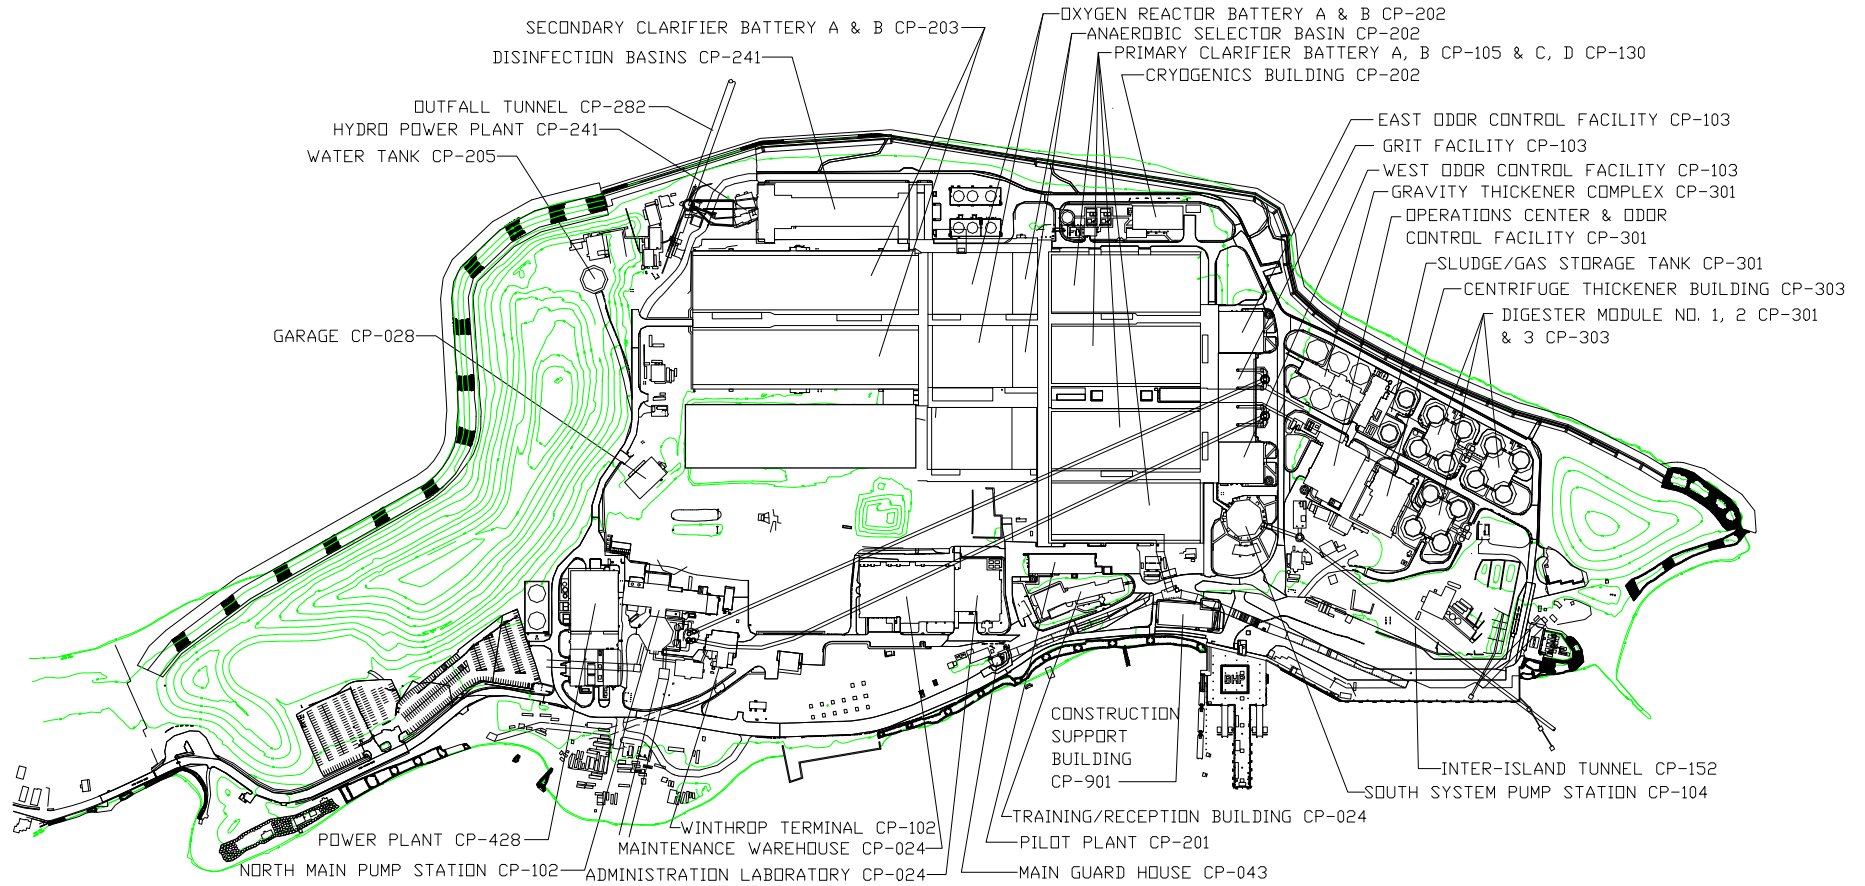 SECONDARY CLARIFIER BATTERY A & B CP-203
OXYGEN REACTOR BATTERY A & B CP-202
ANAEROBIC SELECTOR BASIN CP-202
DISINFECTION BASINS CP-241
PRIMARY CLARIFIER BATTERY A, B CP-105 & C, D CP-130
CRYOGENICS BUILDING CP-202
OUTFALL TUNNEL CP-282
HYDRO POWER PLANT CP-241
WATER TANK CP-205
EAST ODOR CONTROL FACILITY CP-103
GRIT FACILITY CP-103
WEST ODOR CONTROL FACILITY CP-103
GRAVITY THICKENER COMPLEX CP-301
OPERATIONS CENTER & ODOR
CONTROL FACILITY CP-301
SLUDGE/GAS STORAGE TANK CP-301
CENTRIFUGE THICKENER BUILDING CP-303
DIGESTER MODULE NO. 1, 2 CP-301
& 3 CP-303
GARAGE CP-028
BHP
CONSTRUCTION
SUPPORT
BUILDING
CP-901
INTER-ISLAND TUNNEL CP-152
SOUTH SYSTEM PUMP STATION CP-104
TRAINING/RECEPTION BUILDING CP-024
PILOT PLANT CP-201
MAIN GUARD HOUSE CP-043
WINTHROP TERMINAL CP-102
MAINTENANCE WAREHOUSE CP-024
ADMINISTRATION LABORATORY CP-024
POWER PLANT CP-428
NORTH MAIN PUMP STATION CP-102